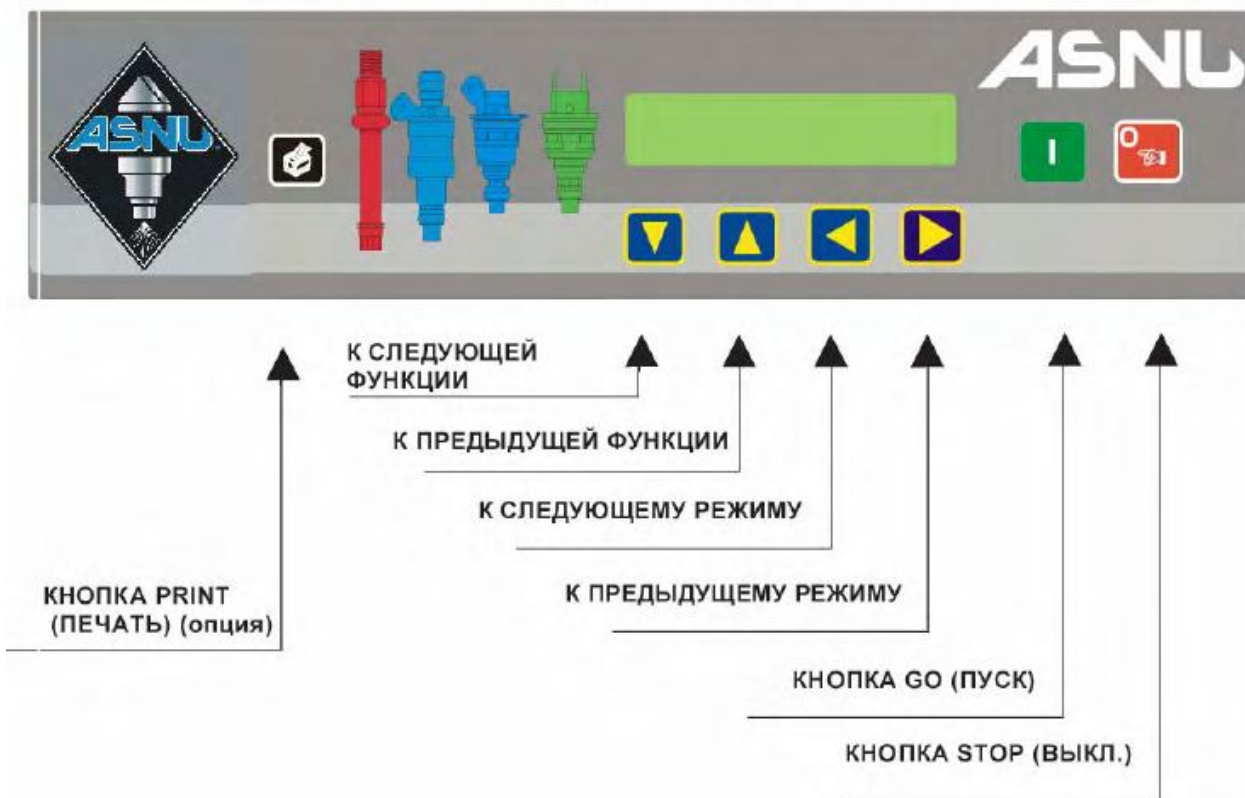 ASNU
ASNU
I
O
К СЛЕДУЮЩЕЙ
ФУНКЦИИ
К ПРЕДЫДУЩЕЙ ФУНКЦИИ
К СЛЕДУЮЩЕМУ РЕЖИМУ
К ПРЕДЫДУЩЕМУ РЕЖИМУ
КНОПКА PRINT
(ПЕЧАТЬ) (опция)
КНОПКА GO (ПУСК)
КНОПКА STOP (ВЫКЛ.)